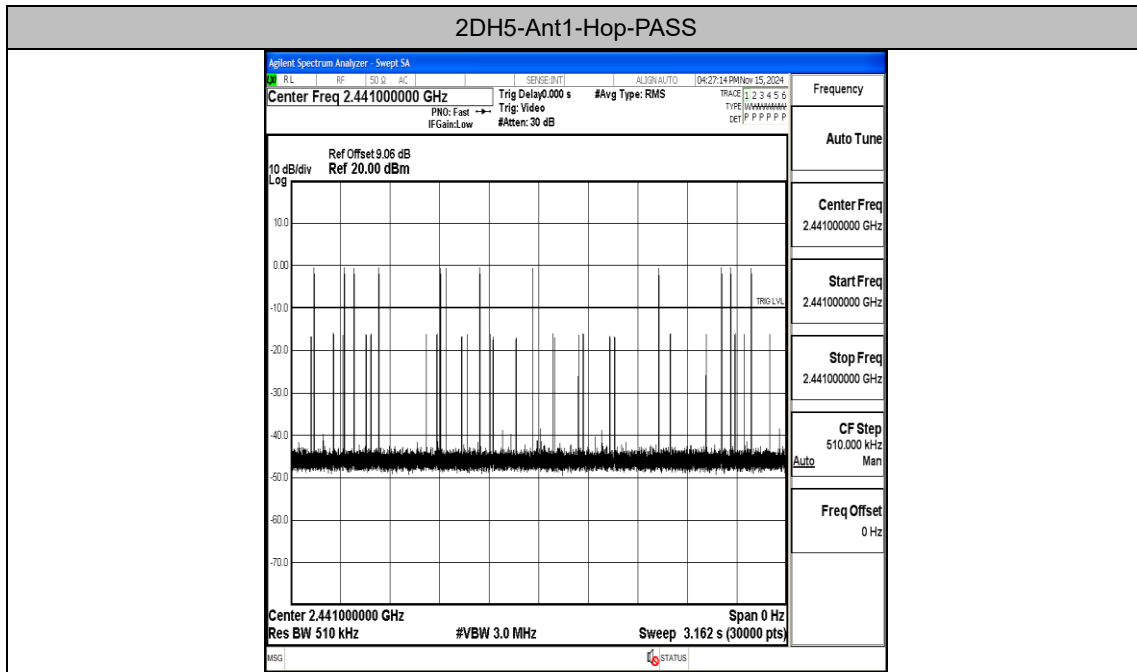 2DH5-Ant1-Hop-PASS
Agilent Spectrum Analyzer - Swept SA
RL RF 50 Ω AC SENSE:INT ALIGN AUTO 04:27:14 PM Nov 15, 2024
Center Freq 2.441000000 GHz
PNO: Fast
IFGain:Low
Trig Delay0.000 s
Trig: Video
#Atten: 30 dB
#Avg Type: RMS
TRACE 1 2 3 4 5 6
TYPE
DET P P P P P P
Ref Offset 9.06 dB
10 dB/div Ref 20.00 dBm
Log
10.0
0.00
-10.0
-20.0
-30.0
-40.0
-50.0
-60.0
-70.0
TRIG LVL
Center 2.441000000 GHz Span 0 Hz
Res BW 510 kHz #VBW 3.0 MHz Sweep 3.162 s (30000 pts)
MSG STATUS
Frequency
Auto Tune
Center Freq
2.441000000 GHz
Start Freq
2.441000000 GHz
Stop Freq
2.441000000 GHz
CF Step
510.000 kHz
Auto Man
Freq Offset
0 Hz